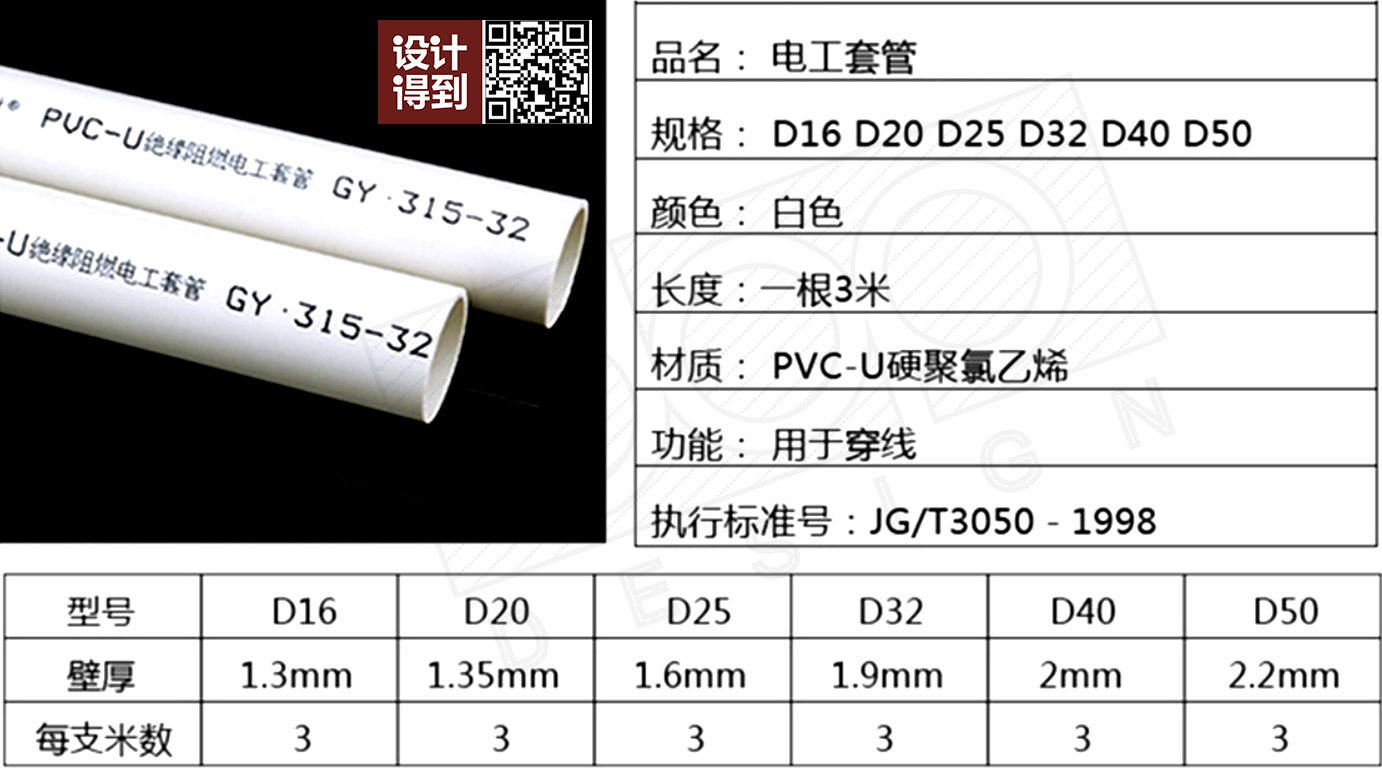 设计
得到
PVC-U绝缘阻燃电工套管 GY·315-32
-U绝缘阻燃电工套管 GY·315-32
品名： 电工套管
规格： D16 D20 D25 D32 D40 D50
颜色： 白色
长度：一根3米
材质： PVC-U硬聚氯乙烯
功能： 用于穿线
执行标准号：JG/T3050 - 1998
型号 D16 D20 D25 D32 D40 D50
壁厚 1.3mm 1.35mm 1.6mm 1.9mm 2mm 2.2mm
每支米数 3 3 3 3 3 3
DESIGN